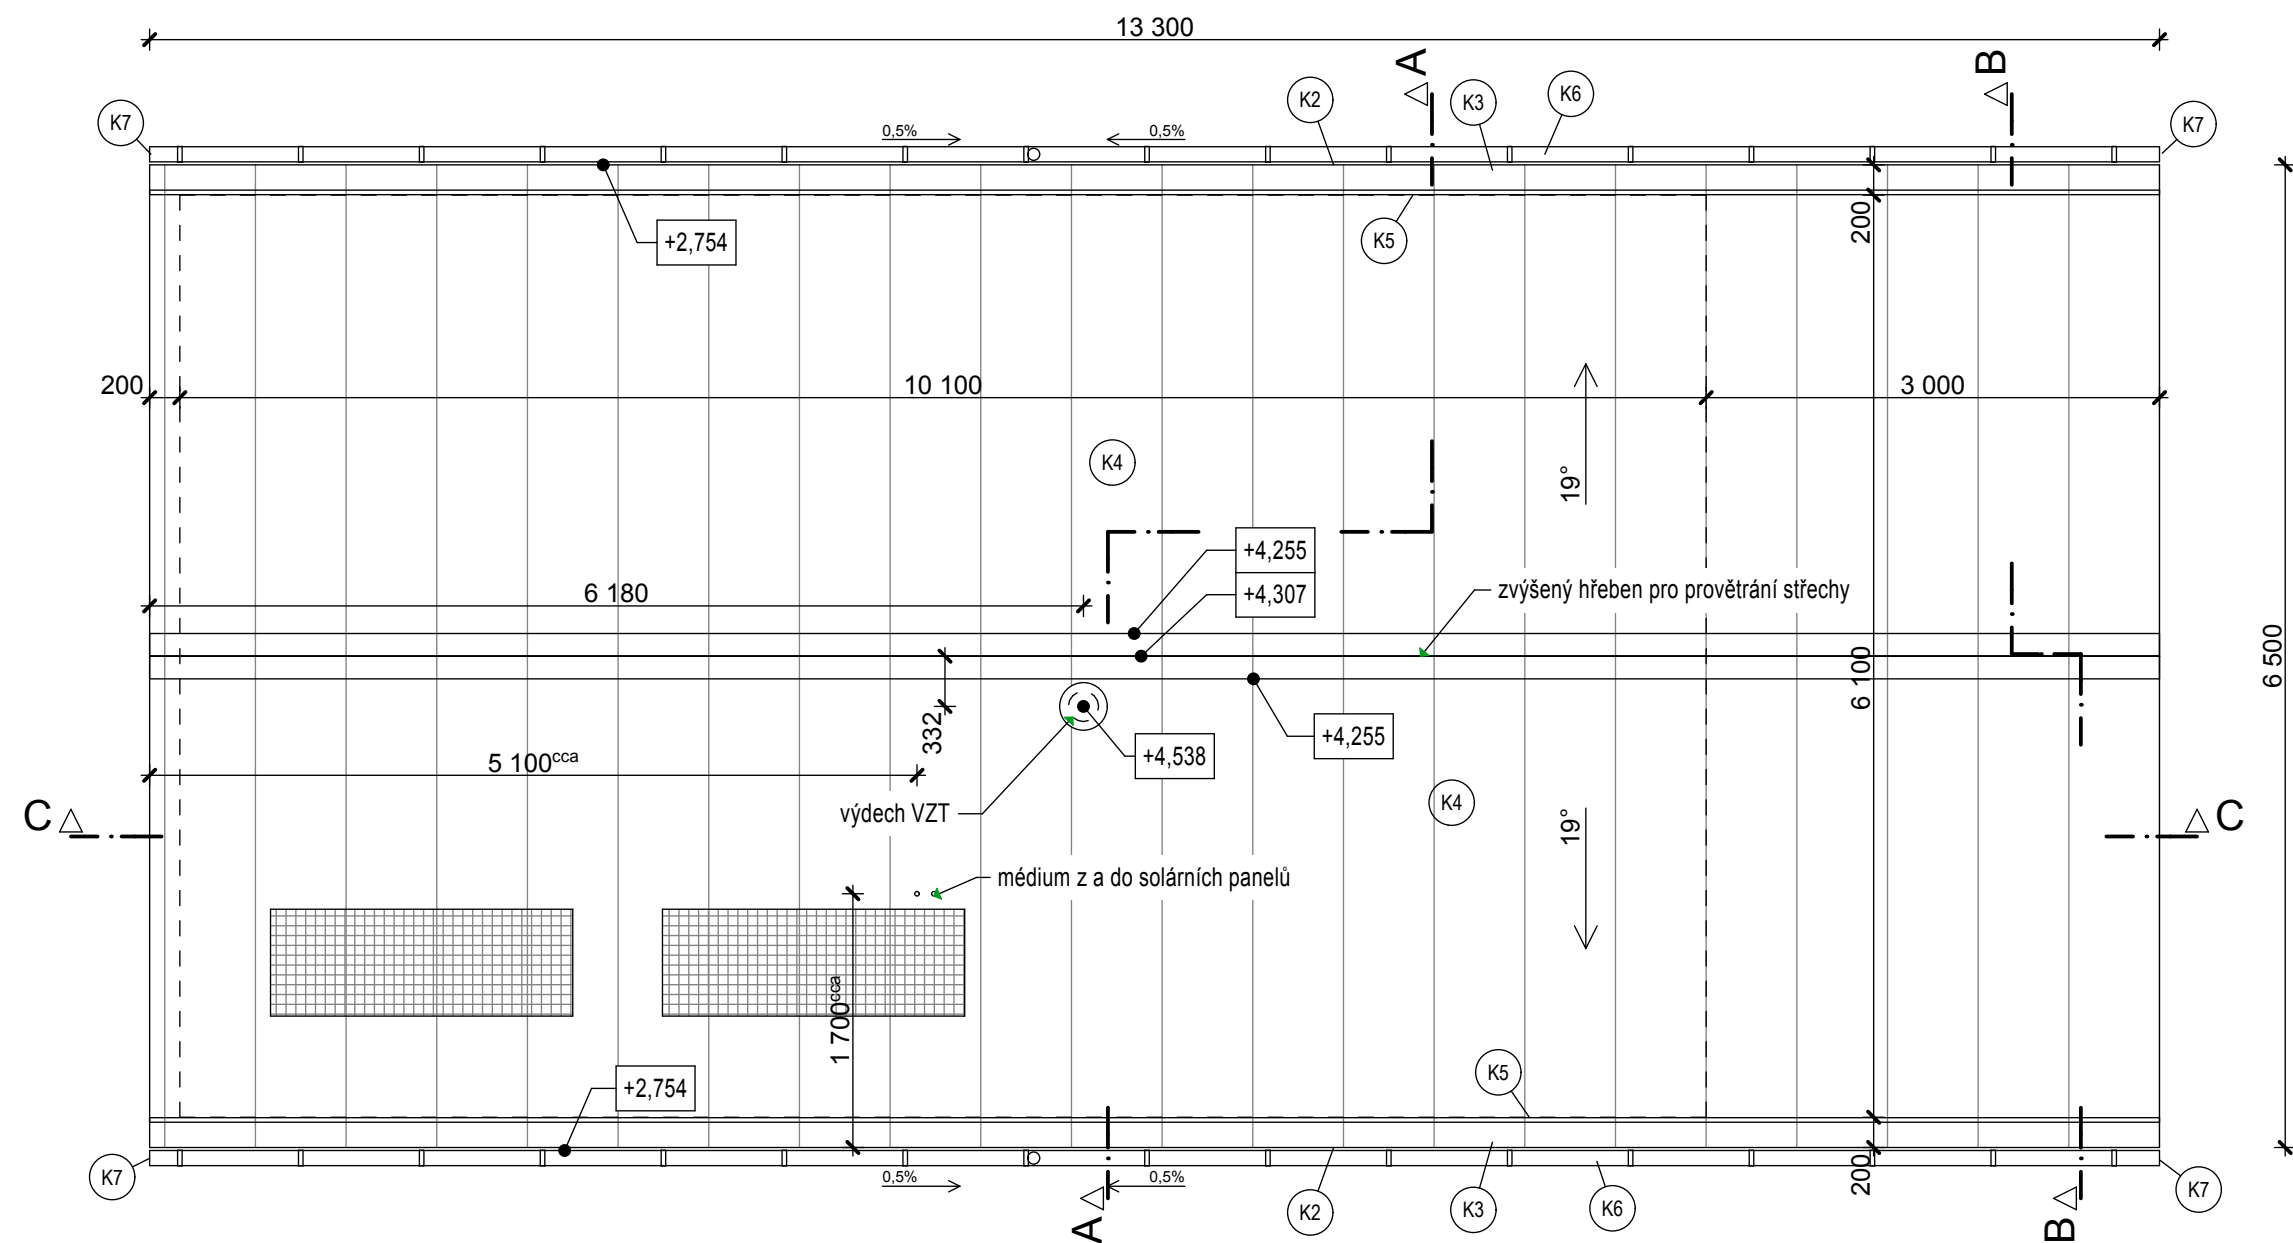 13 300
A
B
K2
K3
K6
K7
K7
0,5%
0,5%
200
+2,754
K5
200
10 100
3 000
K4
19°
+4,255
+4,307
6 180
zvýšený hřeben pro provětrání střechy
6 100
6 500
332
+4,255
+4,538
5 100cca
výdech VZT
K4
19°
C
C
médium z a do solárních panelů
1 700cca
K5
+2,754
K7
0,5%
0,5%
200
K2
K3
K6
K7
A
B